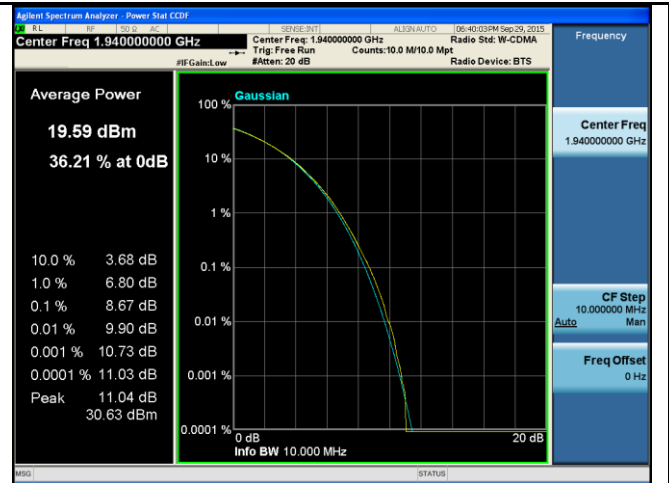 Agilent Spectrum Analyzer - Power Stat CCDF
RL RF 50 Ω AC SENSE:INT ALIGN AUTO 06:40:03 PM Sep 29, 2015
Center Freq 1.940000000 GHz
Center Freq: 1.940000000 GHz Radio Std: W-CDMA
Trig: Free Run Counts:10.0 M/10.0 Mpt
#IFGain:Low #Atten: 20 dB Radio Device: BTS
Frequency
Average Power
19.59 dBm
36.21 % at 0dB
10.0 % 3.68 dB
1.0 % 6.80 dB
0.1 % 8.67 dB
0.01 % 9.90 dB
0.001 % 10.73 dB
0.0001 % 11.03 dB
Peak 11.04 dB
30.63 dBm
Gaussian
100 %
10 %
1 %
0.1 %
0.01 %
0.001 %
0.0001 %
0 dB 20 dB
Info BW 10.000 MHz
Center Freq
1.940000000 GHz
CF Step
10.000000 MHz
Auto Man
Freq Offset
0 Hz
MSG STATUS